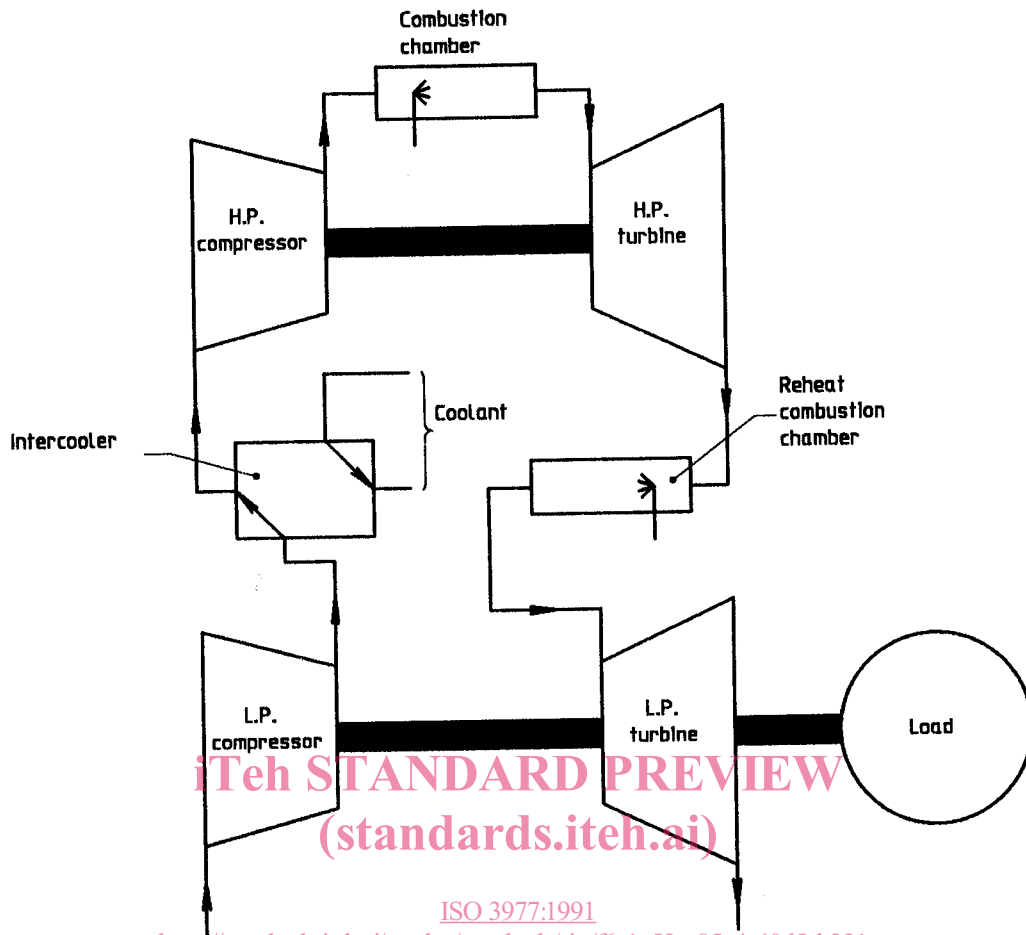 Combustion
chamber
H.P.
compressor
H.P.
turbine
Reheat
combustion
chamber
Coolant
Intercooler
L.P.
compressor
L.P.
turbine
Load
iTeh STANDARD PREVIEW
(standards.iteh.ai)
ISO 3977:1991